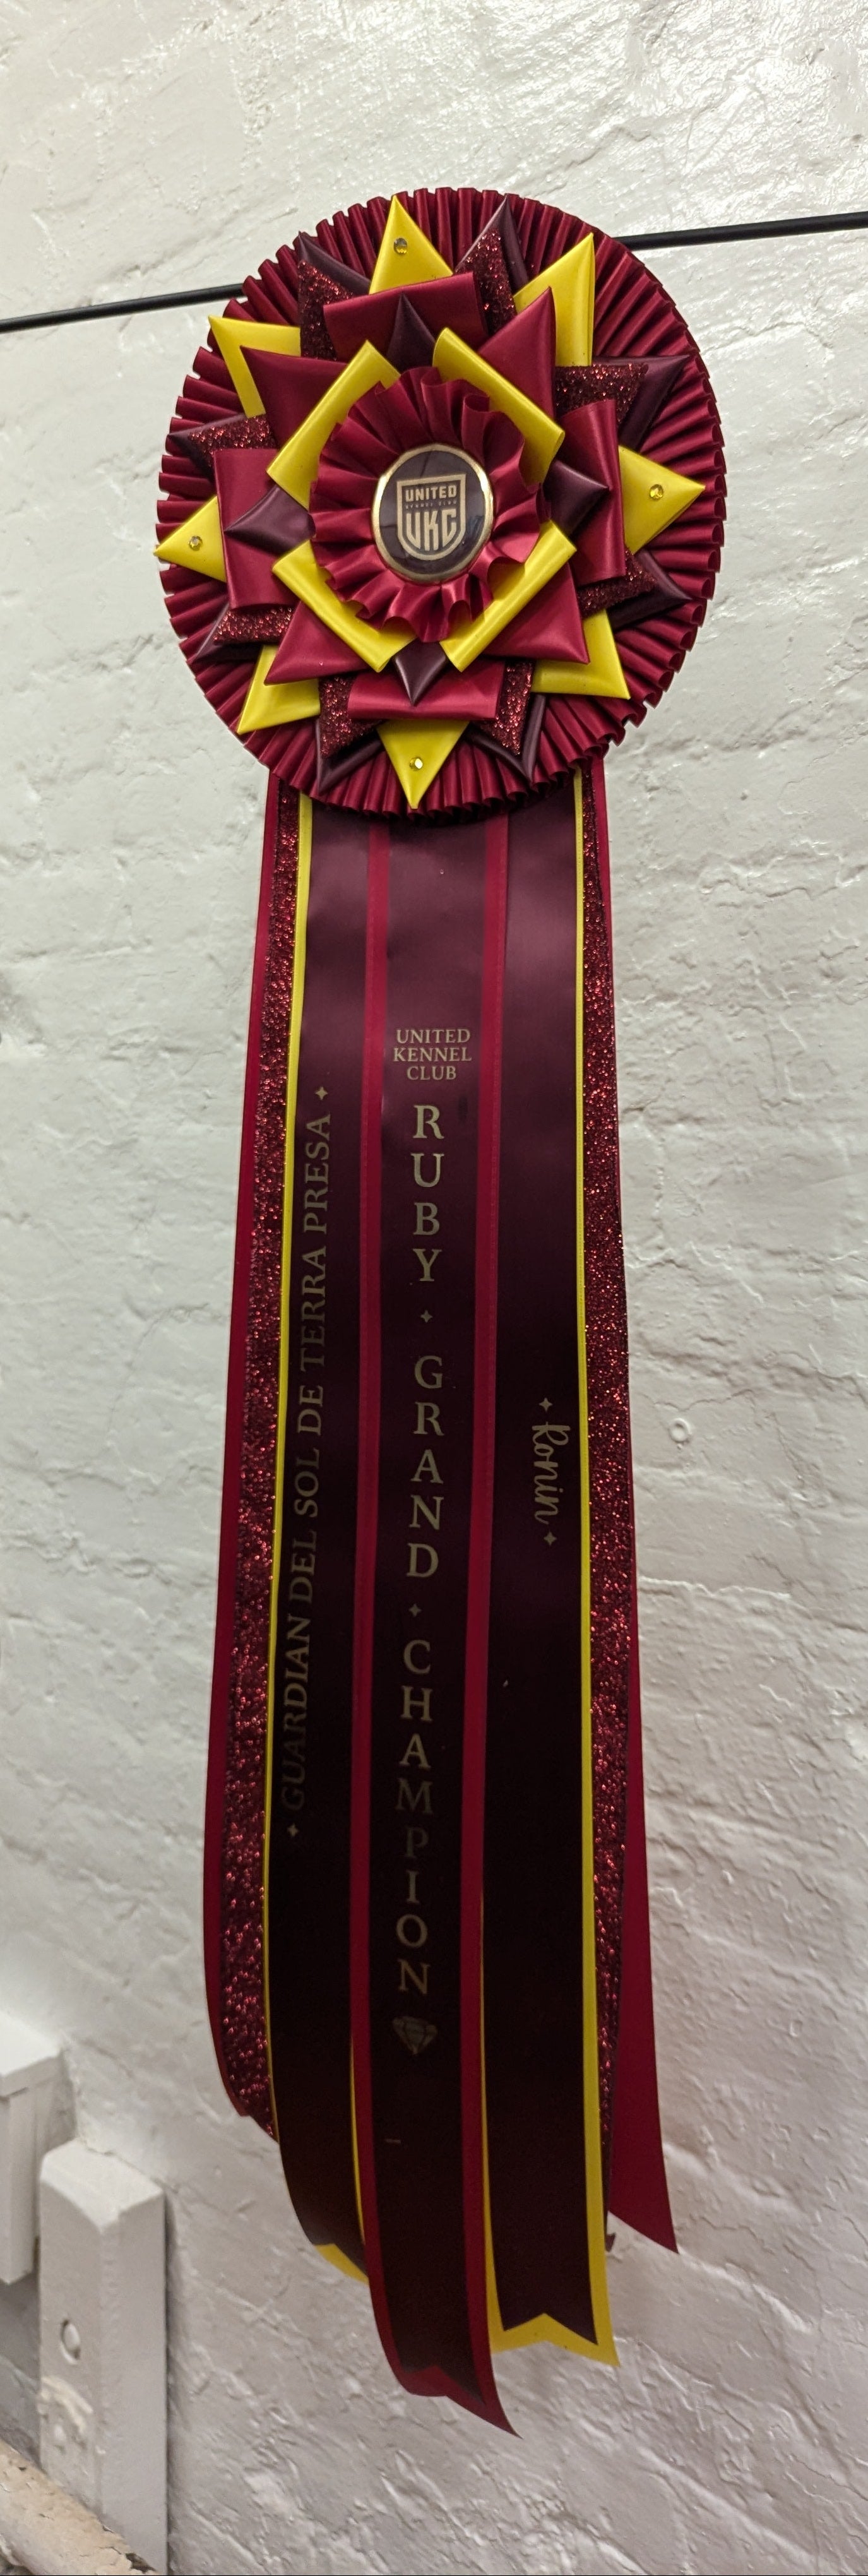 UNITED
UKC
UNITED
KENNEL
CLUB
RUBY GRAND CHAMPION
GUARDIAN DEL SOL DE TERRA PRESA
Ronin